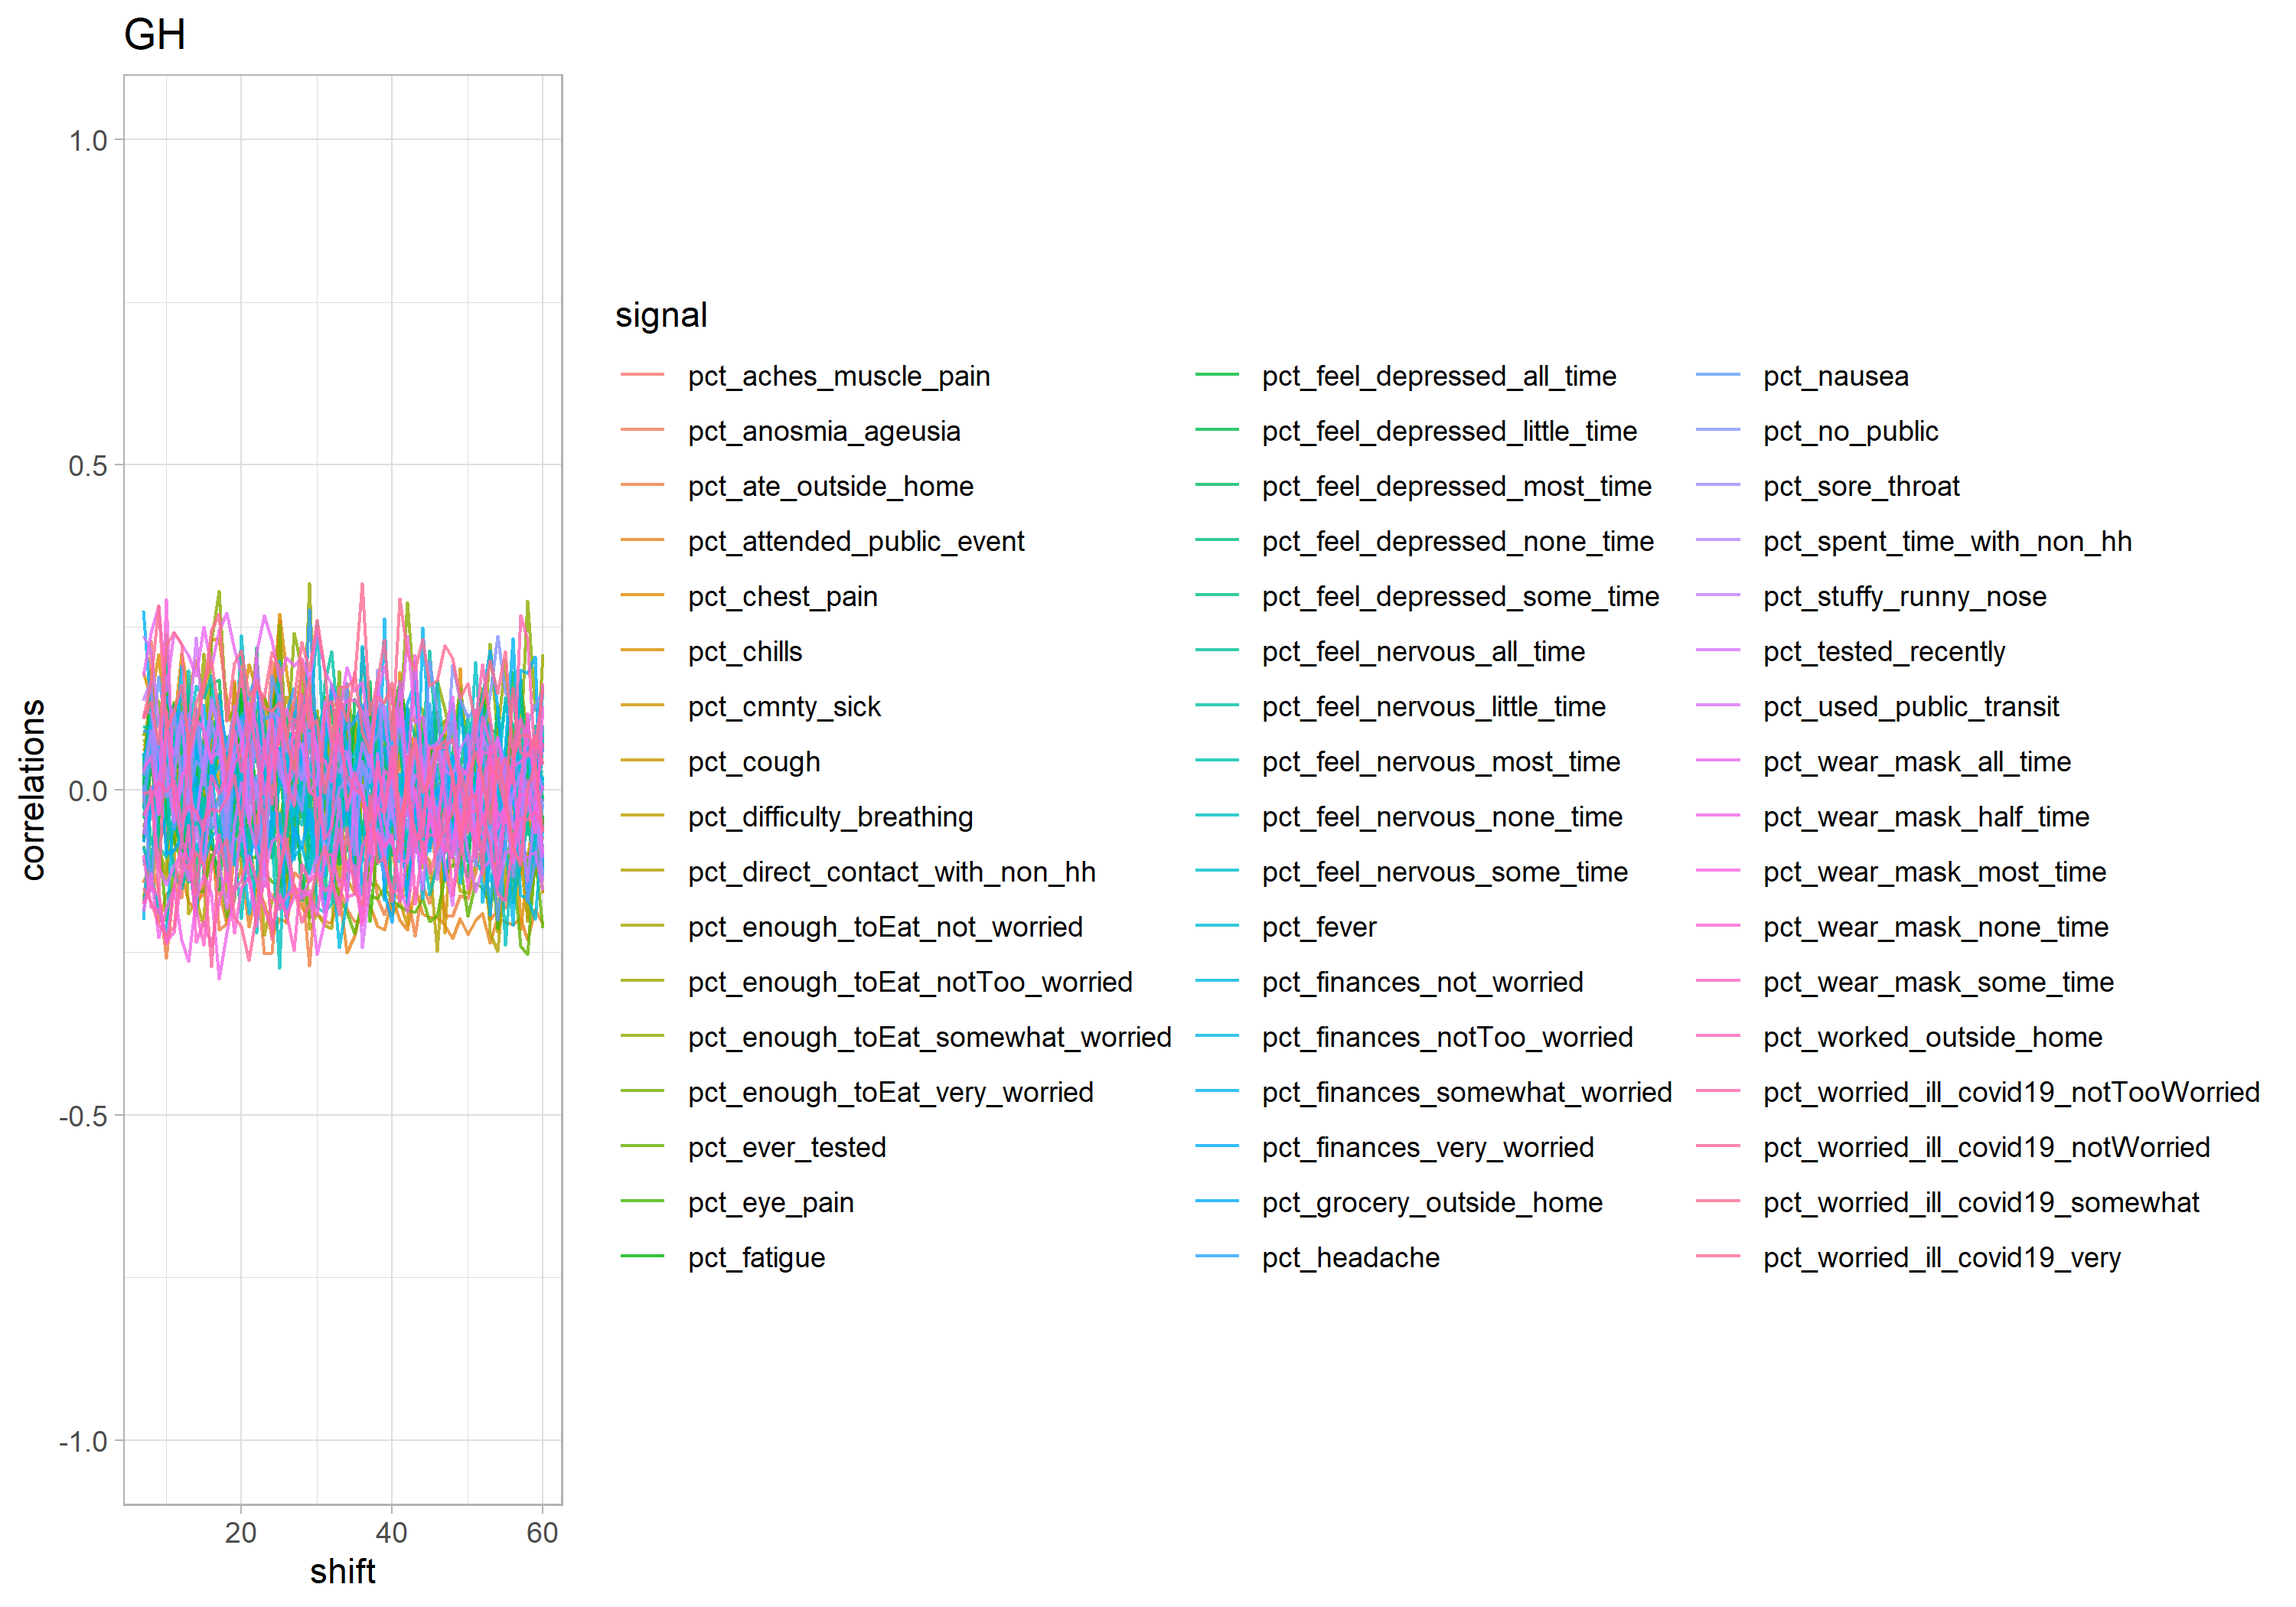 GH
1.0
0.5
0.0
-0.5
-1.0
correlations
20 40 60
shift
signal
pct_aches_muscle_pain
pct_anosmia_ageusia
pct_ate_outside_home
pct_attended_public_event
pct_chest_pain
pct_chills
pct_cmnty_sick
pct_cough
pct_difficulty_breathing
pct_direct_contact_with_non_hh
pct_enough_toEat_not_worried
pct_enough_toEat_notToo_worried
pct_enough_toEat_somewhat_worried
pct_enough_toEat_very_worried
pct_ever_tested
pct_eye_pain
pct_fatigue
pct_feel_depressed_all_time
pct_feel_depressed_little_time
pct_feel_depressed_most_time
pct_feel_depressed_none_time
pct_feel_depressed_some_time
pct_feel_nervous_all_time
pct_feel_nervous_little_time
pct_feel_nervous_most_time
pct_feel_nervous_none_time
pct_feel_nervous_some_time
pct_fever
pct_finances_not_worried
pct_finances_notToo_worried
pct_finances_somewhat_worried
pct_finances_very_worried
pct_grocery_outside_home
pct_headache
pct_nausea
pct_no_public
pct_sore_throat
pct_spent_time_with_non_hh
pct_stuffy_runny_nose
pct_tested_recently
pct_used_public_transit
pct_wear_mask_all_time
pct_wear_mask_half_time
pct_wear_mask_most_time
pct_wear_mask_none_time
pct_wear_mask_some_time
pct_worked_outside_home
pct_worried_ill_covid19_notTooWorried
pct_worried_ill_covid19_notWorried
pct_worried_ill_covid19_somewhat
pct_worried_ill_covid19_very